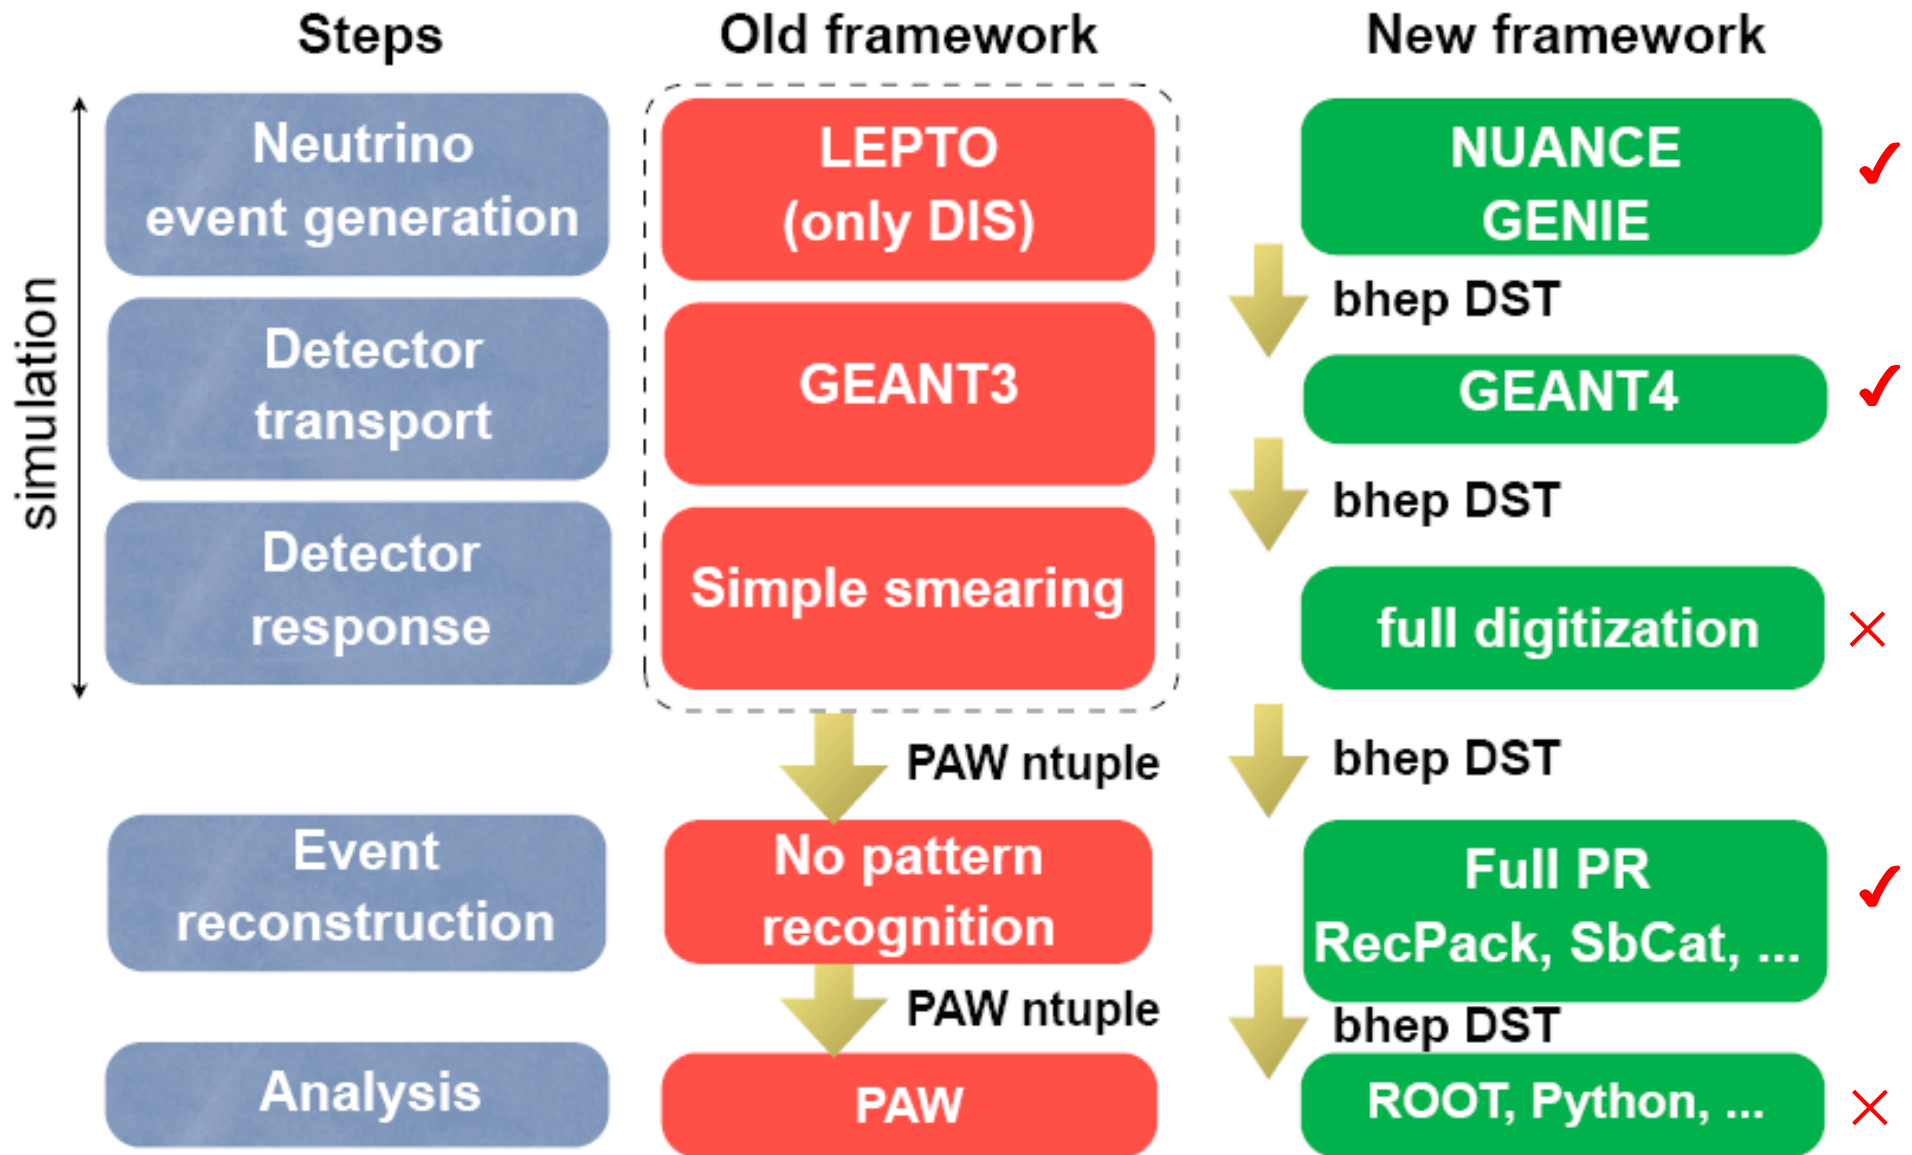 Steps
Old framework
New framework
simulation
Neutrino
event generation
LEPTO
(only DIS)
NUANCE
GENIE
bhep DST
Detector
transport
GEANT3
GEANT4
bhep DST
Detector
response
Simple smearing
full digitization
PAW ntuple
bhep DST
Event
reconstruction
No pattern
recognition
Full PR
RecPack, SbCat, ...
PAW ntuple
bhep DST
Analysis
PAW
ROOT, Python, ...